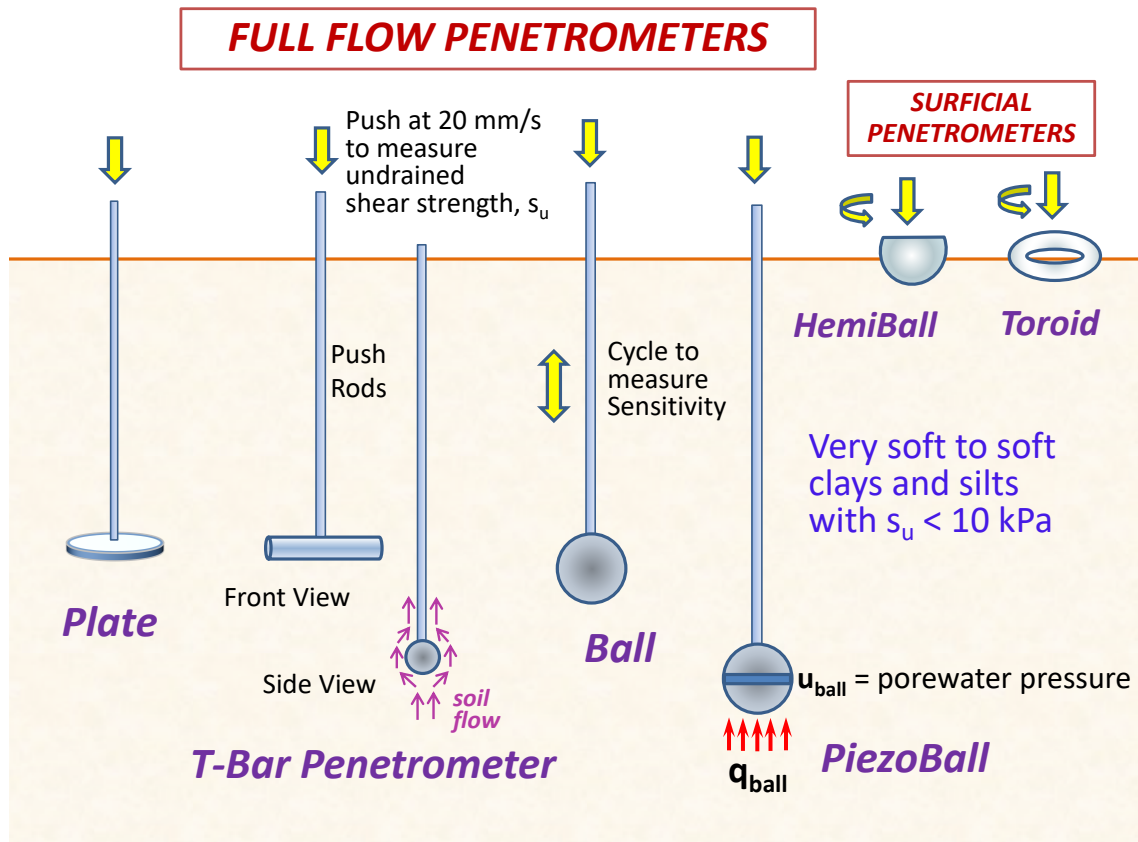 FULL FLOW PENETROMETERS
SURFICIAL
PENETROMETERS
Push at 20 mm/s
to measure
undrained
shear strength, su
HemiBall
Toroid
Push
Rods
Cycle to
measure
Sensitivity
Very soft to soft
clays and silts
with su < 10 kPa
Plate
Front View
Side View
soil
flow
T-Bar Penetrometer
Ball
uball = porewater pressure
qball
PiezoBall